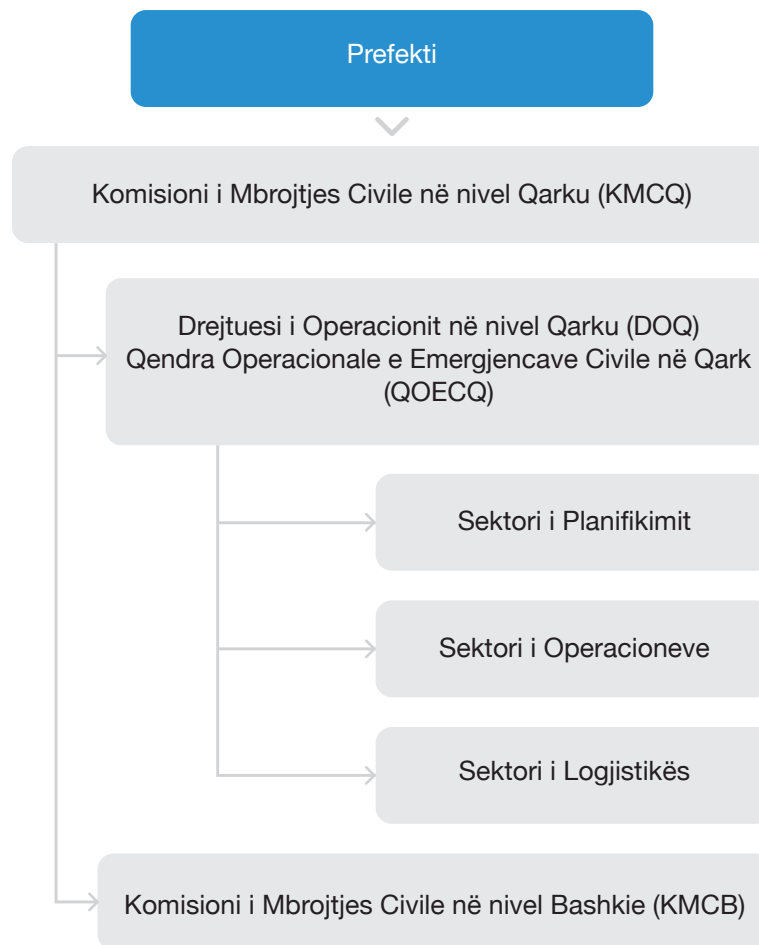 Prefekti
Komisioni i Mbrojtjes Civile në nivel Qarku (KMCQ)
Drejtuesi i Operacionit në nivel Qarku (DOQ)
Qendra Operacionale e Emergjencave Civile në Qark
(QOECQ)
Sektori i Planifikimit
Sektori i Operacioneve
Sektori i Logjistikës
Komisioni i Mbrojtjes Civile në nivel Bashkie (KMCB)